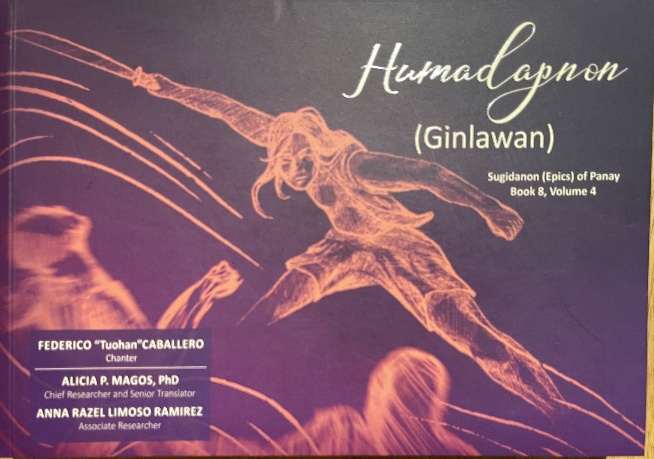 Humadapnon
(Ginlawan)
Sugidanon (Epics) of Panay
Book 8, Volume 4
FEDERICO "Tuohan"CABALLERO
Chanter
ALICIA P. MAGOS, PhD
Chief Researcher and Senior Translator
ANNA RAZEL LIMOSO RAMIREZ
Associate Researcher